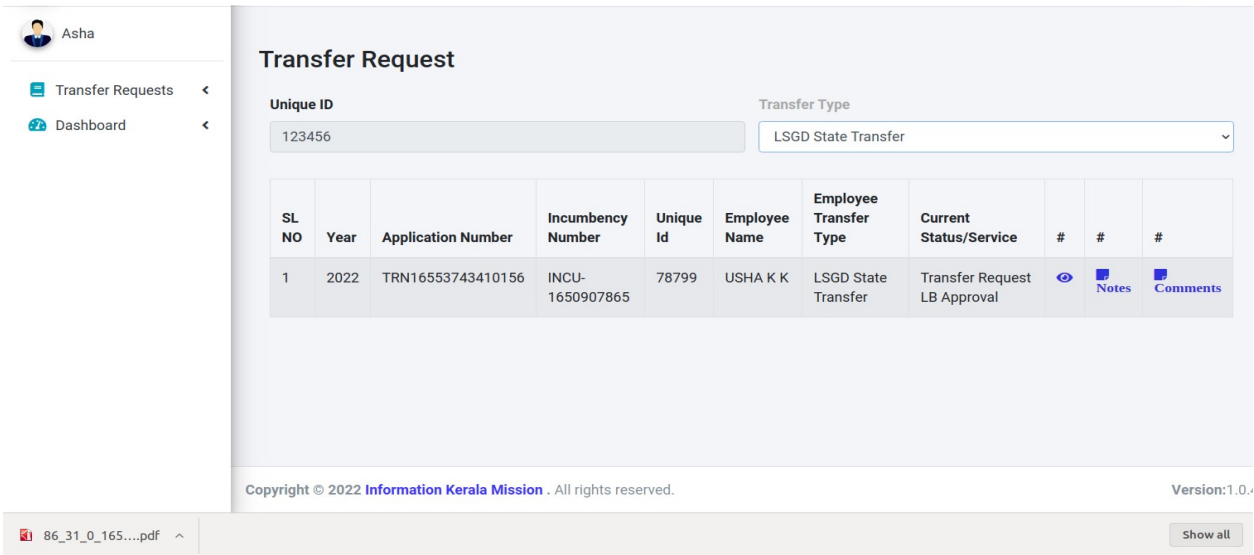 Asha
Transfer Requests
Dashboard
Transfer Request
Unique ID
Transfer Type
123456
LSGD State Transfer
SL NO Year Application Number Incumbency Number Unique Id Employee Name Employee Transfer Type Current Status/Service # # #
1 2022 TRN16553743410156 INCU-1650907865 78799 USHA K K LSGD State Transfer Transfer Request LB Approval Notes Comments
Copyright © 2022 Information Kerala Mission . All rights reserved.
Version:1.0.4
86_31_0_165....pdf
Show all